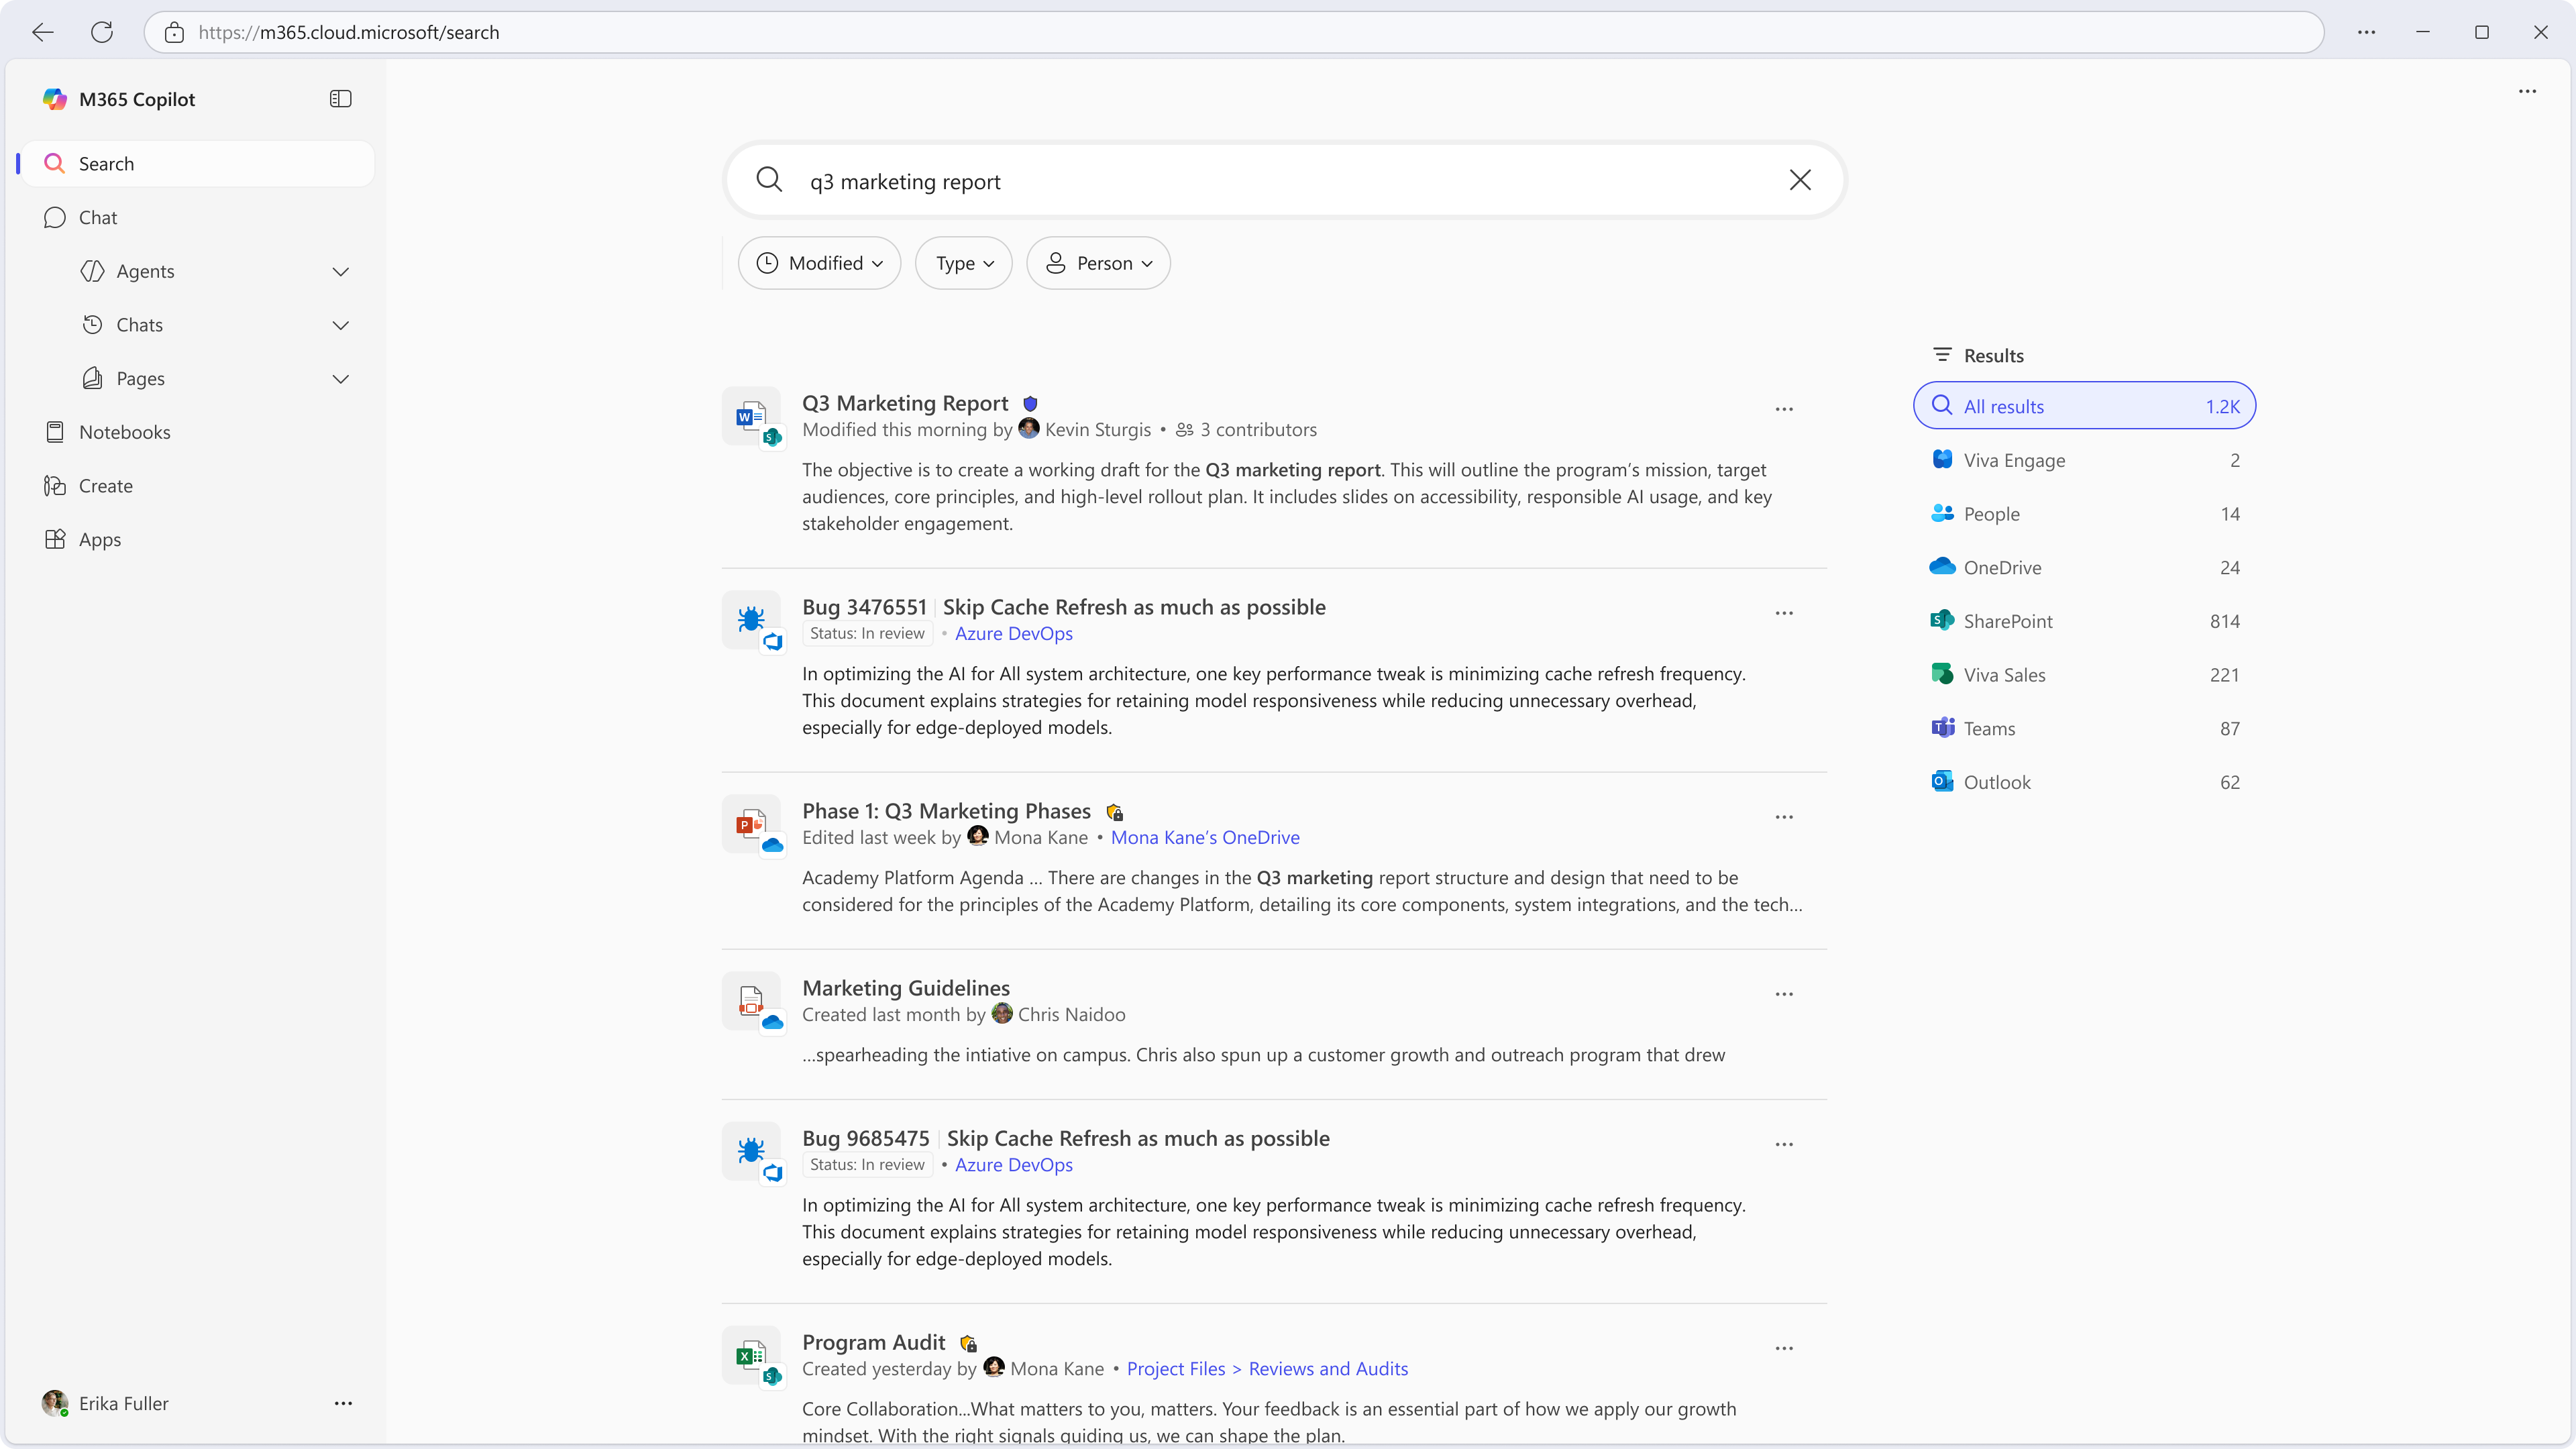 https://m365.cloud.microsoft/search
M365 Copilot
Search
Chat
Agents
Chats
Pages
Notebooks
Create
Apps
Erika Fuller
q3 marketing report
Modified
Type
Person
Q3 Marketing Report
Modified this morning by Kevin Sturgis • 3 contributors
The objective is to create a working draft for the Q3 marketing report. This will outline the program's mission, target
audiences, core principles, and high-level rollout plan. It includes slides on accessibility, responsible AI usage, and key
stakeholder engagement.
Bug 3476551 | Skip Cache Refresh as much as possible
Status: In review • Azure DevOps
In optimizing the AI for All system architecture, one key performance tweak is minimizing cache refresh frequency.
This document explains strategies for retaining model responsiveness while reducing unnecessary overhead,
especially for edge-deployed models.
Phase 1: Q3 Marketing Phases
Edited last week by Mona Kane • Mona Kane's OneDrive
Academy Platform Agenda ... There are changes in the Q3 marketing report structure and design that need to be
considered for the principles of the Academy Platform, detailing its core components, system integrations, and the tech...
Marketing Guidelines
Created last month by Chris Naidoo
...spearheading the intiative on campus. Chris also spun up a customer growth and outreach program that drew
Bug 9685475 | Skip Cache Refresh as much as possible
Status: In review • Azure DevOps
In optimizing the AI for All system architecture, one key performance tweak is minimizing cache refresh frequency.
This document explains strategies for retaining model responsiveness while reducing unnecessary overhead,
especially for edge-deployed models.
Program Audit
Created yesterday by Mona Kane • Project Files > Reviews and Audits
Core Collaboration...What matters to you, matters. Your feedback is an essential part of how we apply our growth
mindset. With the right signals guiding us, we can shape the plan.
Results
All results 1.2K
Viva Engage 2
People 14
OneDrive 24
SharePoint 814
Viva Sales 221
Teams 87
Outlook 62